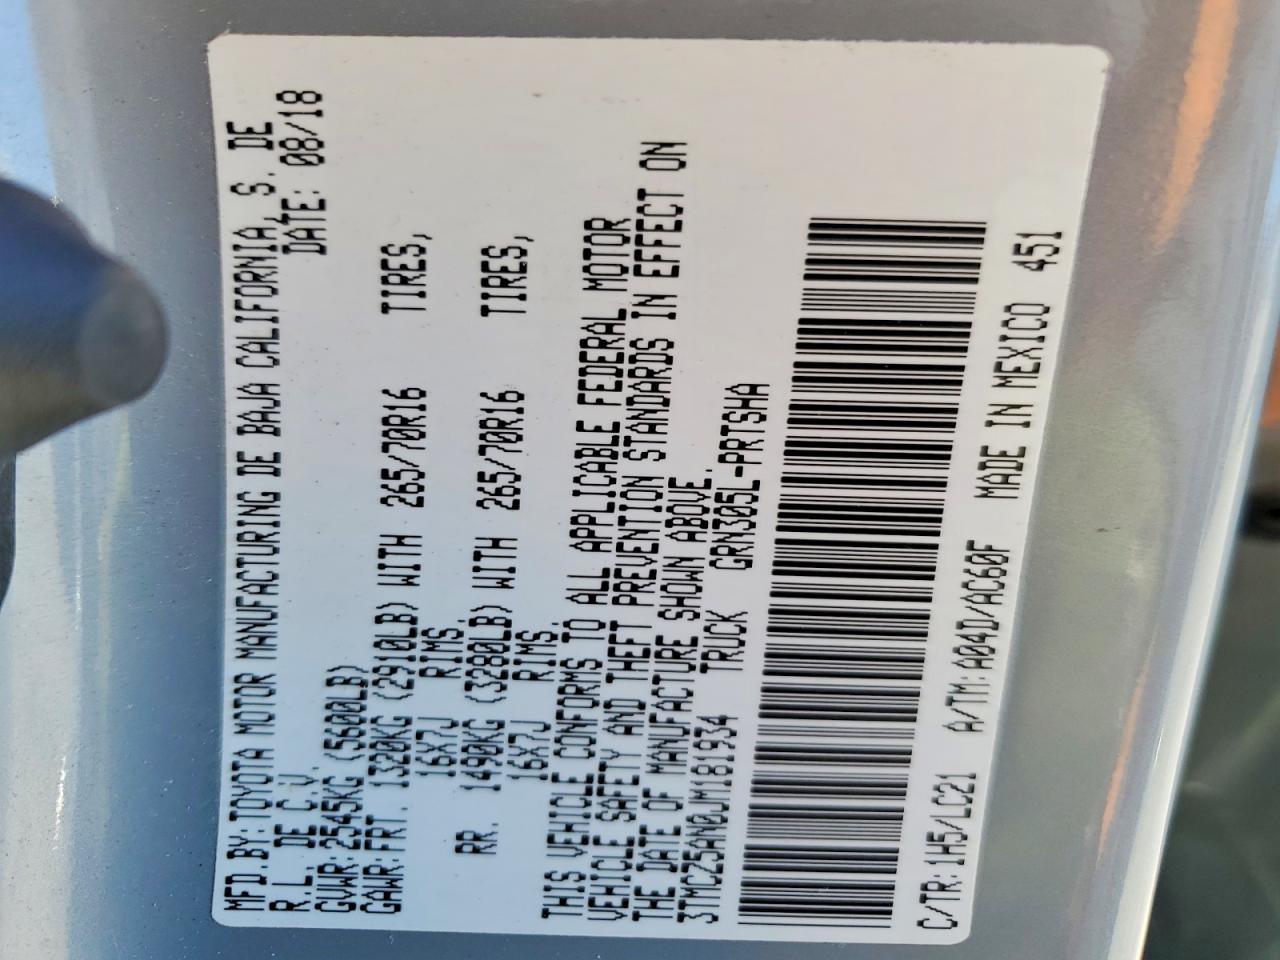 MFD.BY:TOYOTA MOTOR MANUFACTURING DE BAJA CALIFORNIA, S. DE
R.L. DE C.V. DATE: 08/18
GVWR:2545KG (5600LB)
GAWR:FRT. 1320KG (2910LB) WITH 265/70R16 TIRES,
16X7J RIMS.
RR. 1490KG (3280LB) WITH 265/70R16 TIRES,
16X7J RIMS.
THIS VEHICLE CONFORMS TO ALL APPLICABLE FEDERAL MOTOR
VEHICLE SAFETY AND THEFT PREVENTION STANDARDS IN EFFECT ON
THE DATE OF MANUFACTURE SHOWN ABOVE.
3TMCZ5AN0JM181934 TRUCK GRN305L-PRTSHA
C/TR:1H5/LC21 A/TM:A04D/AC60F MADE IN MEXICO 451